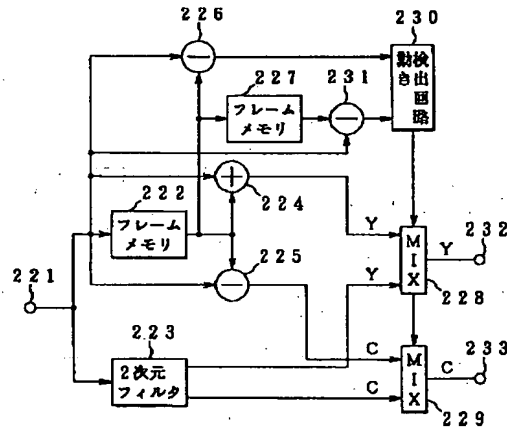 226
230
227
231
動き
検出回路
フレーム
メモリ
222
224
フレーム
メモリ
225
221
Y
Y
MIX
Y
232
228
223
2次元
フィルタ
C
C
MIX
C
233
229